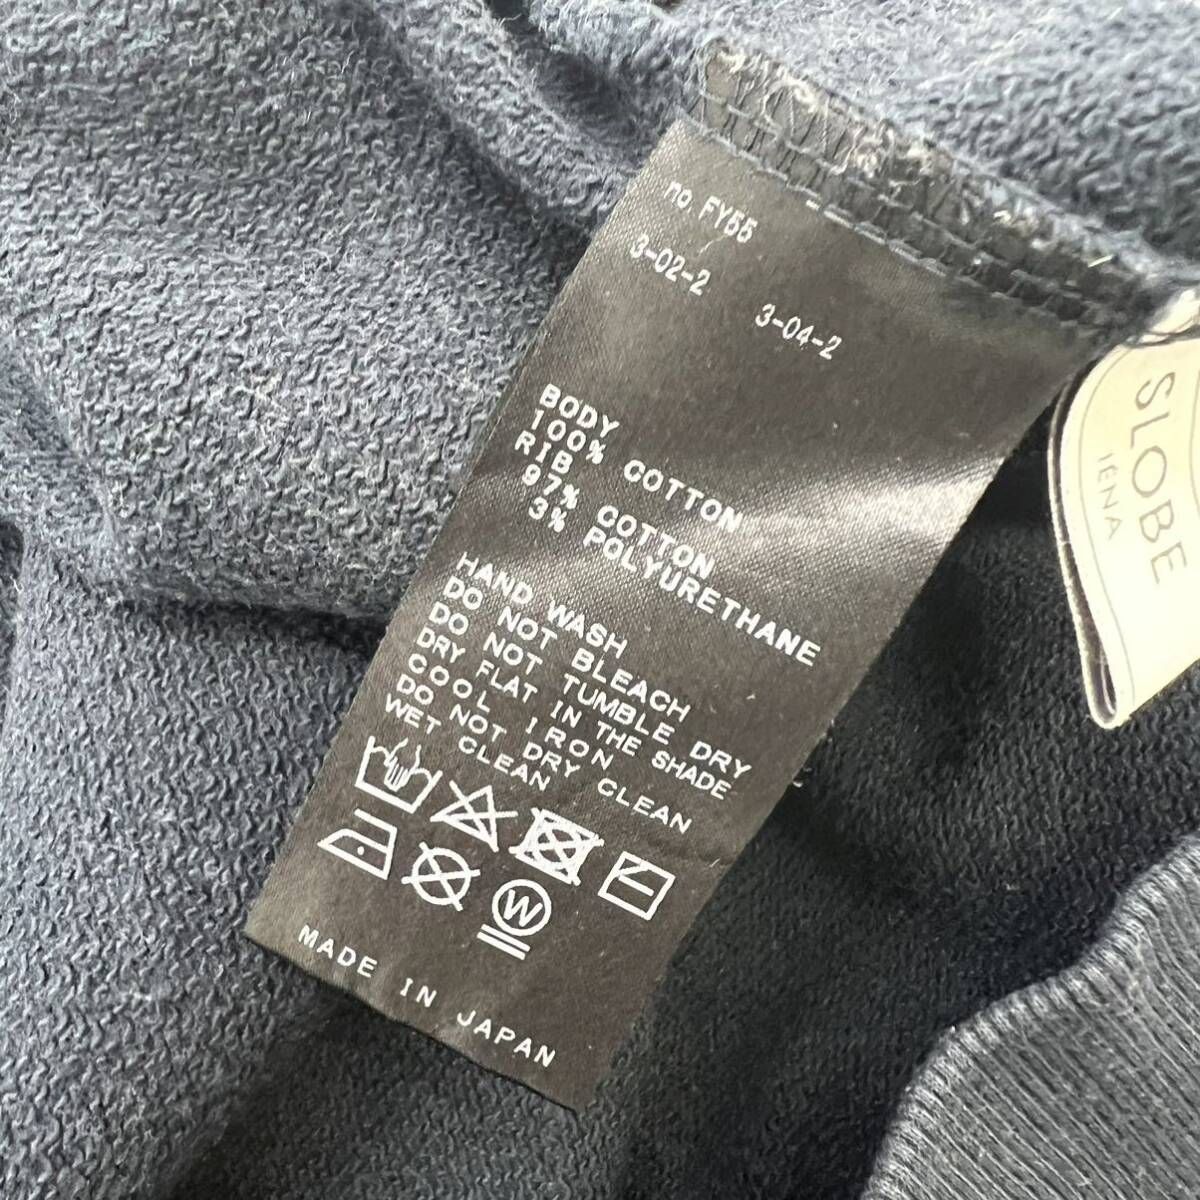 no FY55
3-02-2
3-04-2
BODY
100% COTTON
RIB
97% COTTON
3% POLYURETHANE
HAND WASH
DO NOT BLEACH
DO NOT TUMBLE DRY
DRY FLAT IN THE SHADE
COOL IRON
DO NOT DRY CLEAN
WET CLEAN
W
MADE IN JAPAN
SLOBE
IÉNA